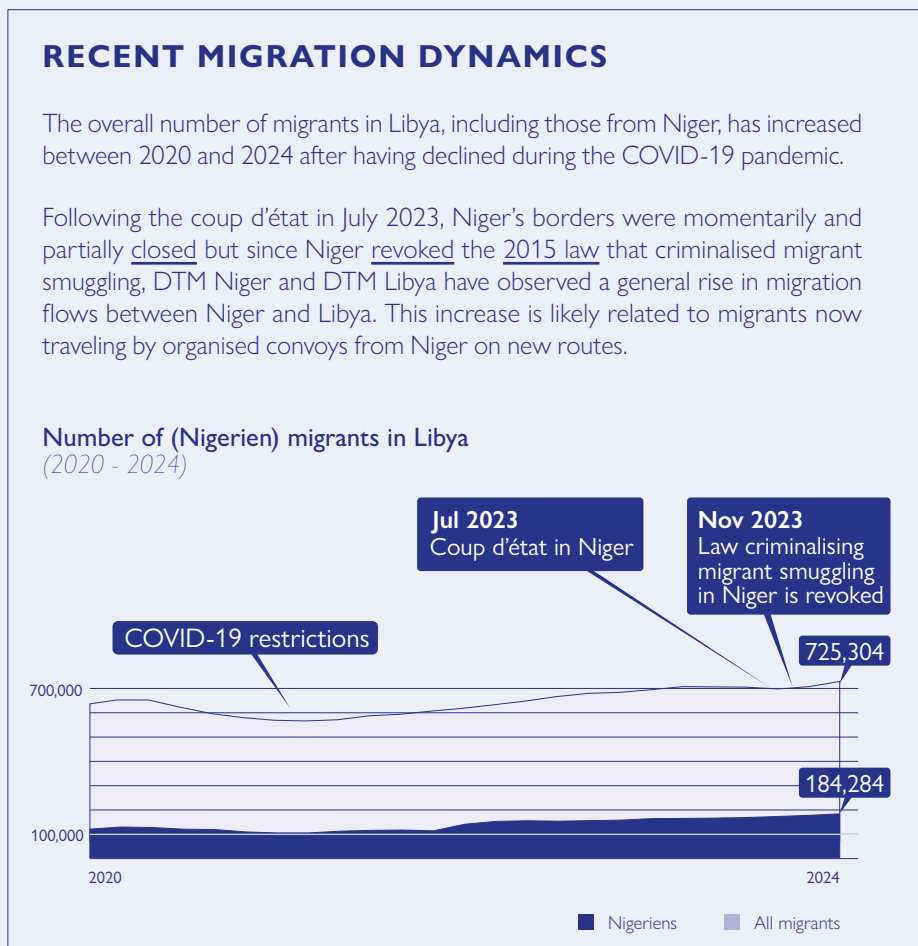 RECENT MIGRATION DYNAMICS
The overall number of migrants in Libya, including those from Niger, has increased
between 2020 and 2024 after having declined during the COVID-19 pandemic.
Following the coup d'état in July 2023, Niger's borders were momentarily and
partially closed but since Niger revoked the 2015 law that criminalised migrant
smuggling, DTM Niger and DTM Libya have observed a general rise in migration
flows between Niger and Libya. This increase is likely related to migrants now
traveling by organised convoys from Niger on new routes.
Number of (Nigerien) migrants in Libya
(2020 - 2024)
Jul 2023
Coup d'état in Niger
Nov 2023
Law criminalising
migrant smuggling
in Niger is revoked
COVID-19 restrictions
725,304
700,000
184,284
100,000
2020
2024
Nigeriens
All migrants